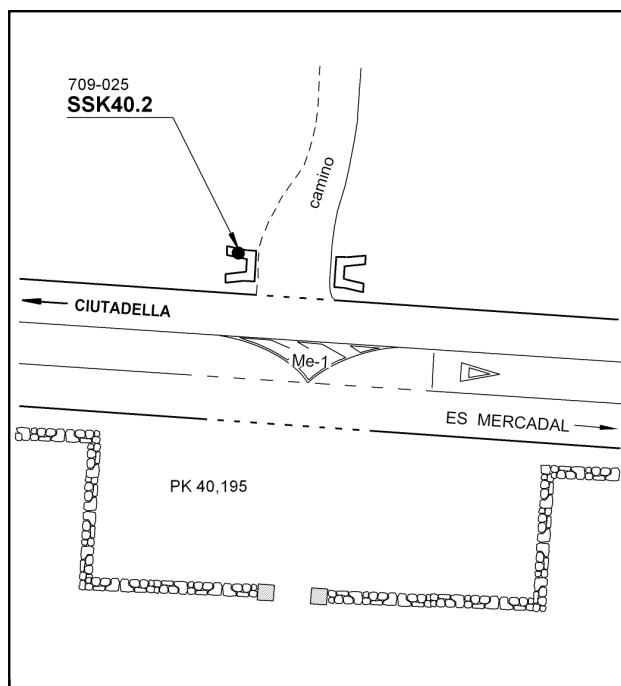 709-025
SSK40.2
camino
CIUTADELLA
Me-1
ES MERCADAL
PK 40,195